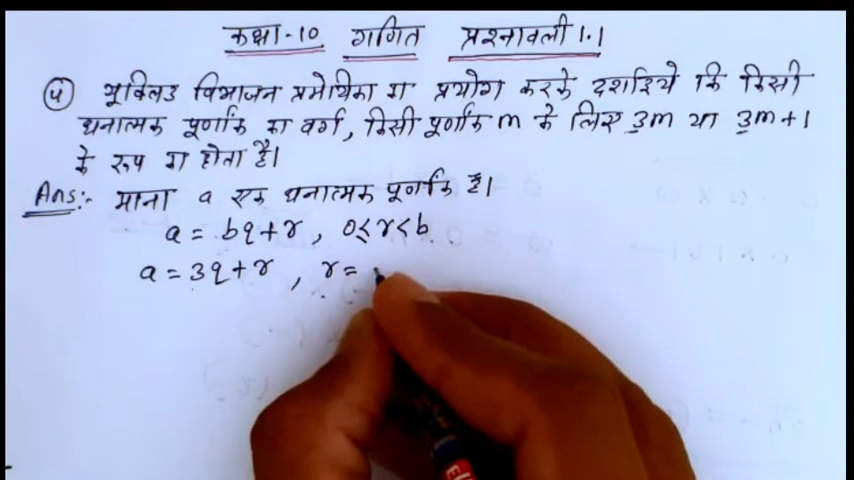 कक्षा-10 गणित प्रश्नावली 1.1
(4) यूक्लिड विभाजन प्रमेयिका का प्रयोग करके दर्शाइये कि किसी
धनात्मक पूर्णांक का वर्ग, किसी पूर्णांक m के लिए 3m या 3m+1
के रूप का होता है।
Ans:- माना a एक धनात्मक पूर्णांक है।
a = bq+r, 0≤r<b
a = 3q+r, r=